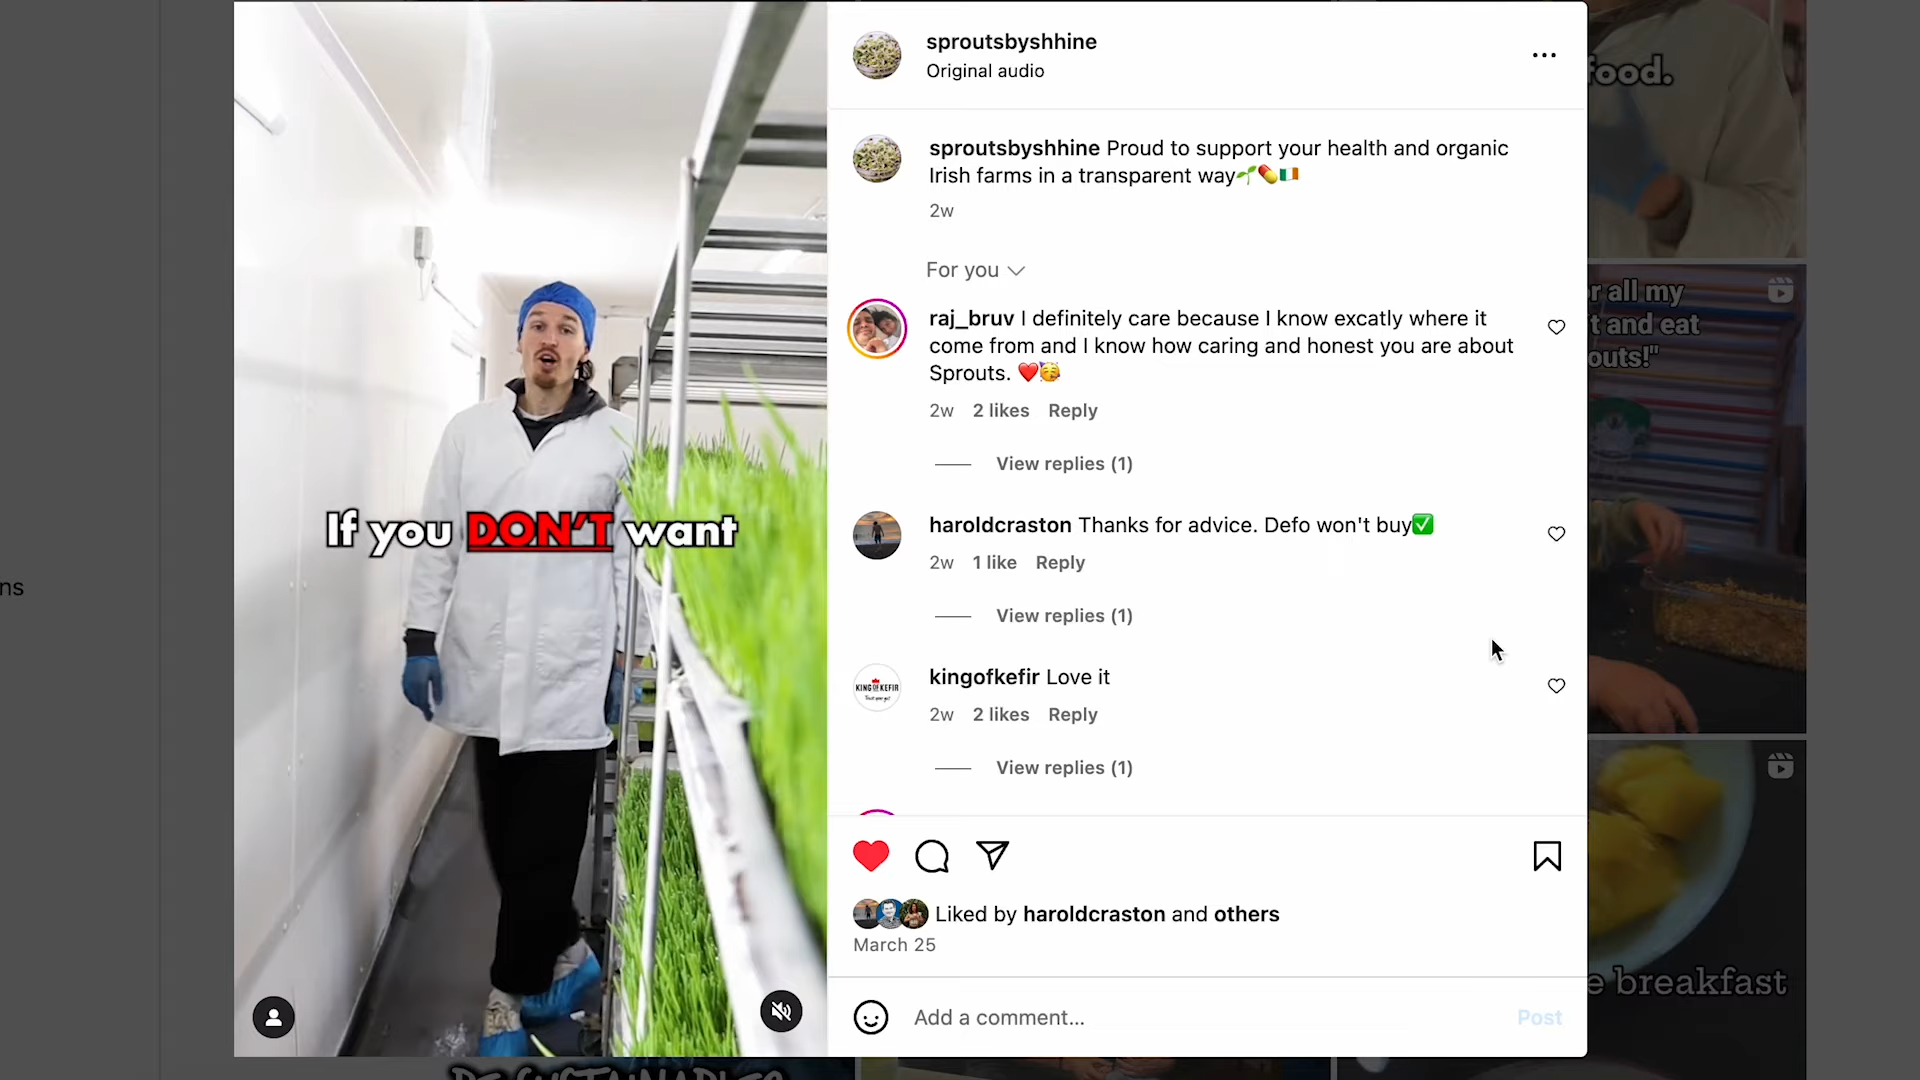 sproutsbyshhine
Original audio
sproutsbyshhine Proud to support your health and organic
Irish farms in a transparent way🌱💊🇮🇪
2w
For you
raj_bruv I definitely care because I know excatly where it
come from and I know how caring and honest you are about
Sprouts. ❤️🥳
2w 2 likes Reply
View replies (1)
haroldcraston Thanks for advice. Defo won't buy✅
2w 1 like Reply
View replies (1)
KING OF KEFIR
kingofkefir Love it
2w 2 likes Reply
View replies (1)
Liked by haroldcraston and others
March 25
Add a comment...
Post
If you DON'T want
ns
food.
r all my
t and eat
outs!"
e breakfast